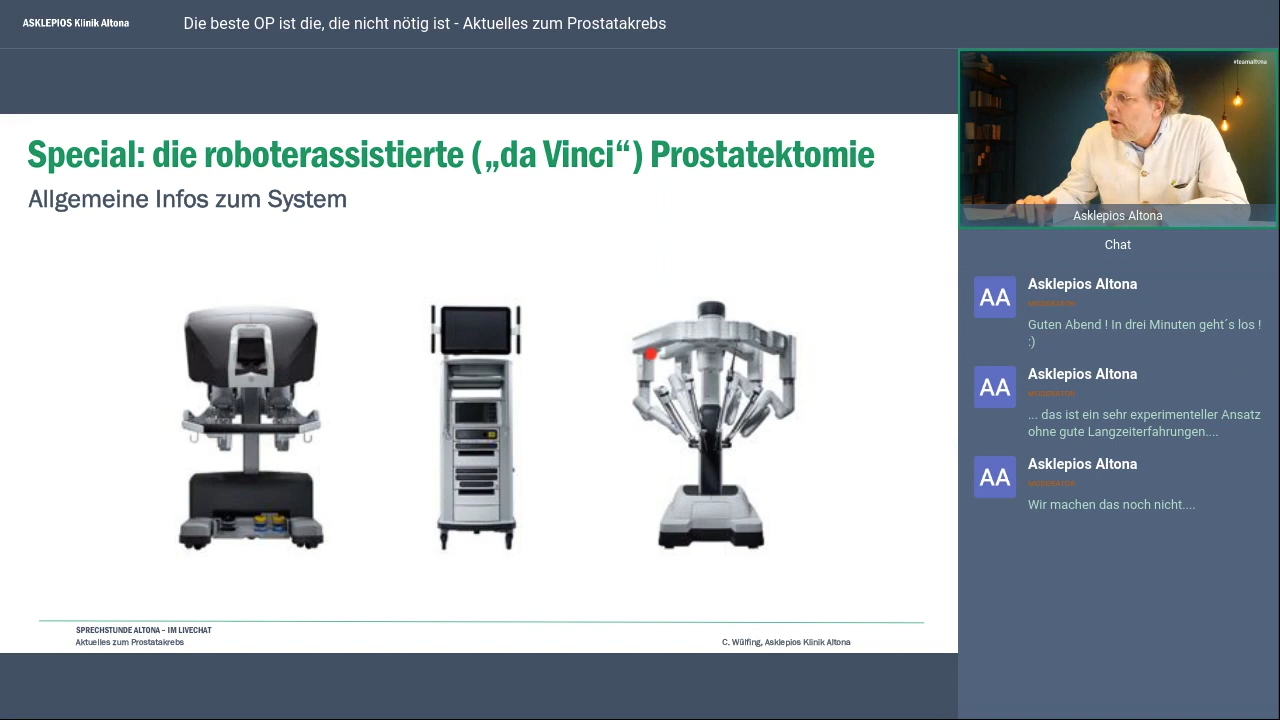 ASKLEPIOS Klinik Altona
Die beste OP ist die, die nicht nötig ist - Aktuelles zum Prostatakrebs
#teamaltona
Special: die roboterassistierte („da Vinci“) Prostatektomie
Allgemeine Infos zum System
SPRECHSTUNDE ALTONA – IM LIVECHAT
Aktuelles zum Prostatakrebs
C. Wülfing, Asklepios Klinik Altona
Asklepios Altona
Chat
AA
Asklepios Altona
MODERATOR
Guten Abend ! In drei Minuten geht´s los !
:)
AA
Asklepios Altona
MODERATOR
... das ist ein sehr experimenteller Ansatz
ohne gute Langzeiterfahrungen....
AA
Asklepios Altona
MODERATOR
Wir machen das noch nicht....